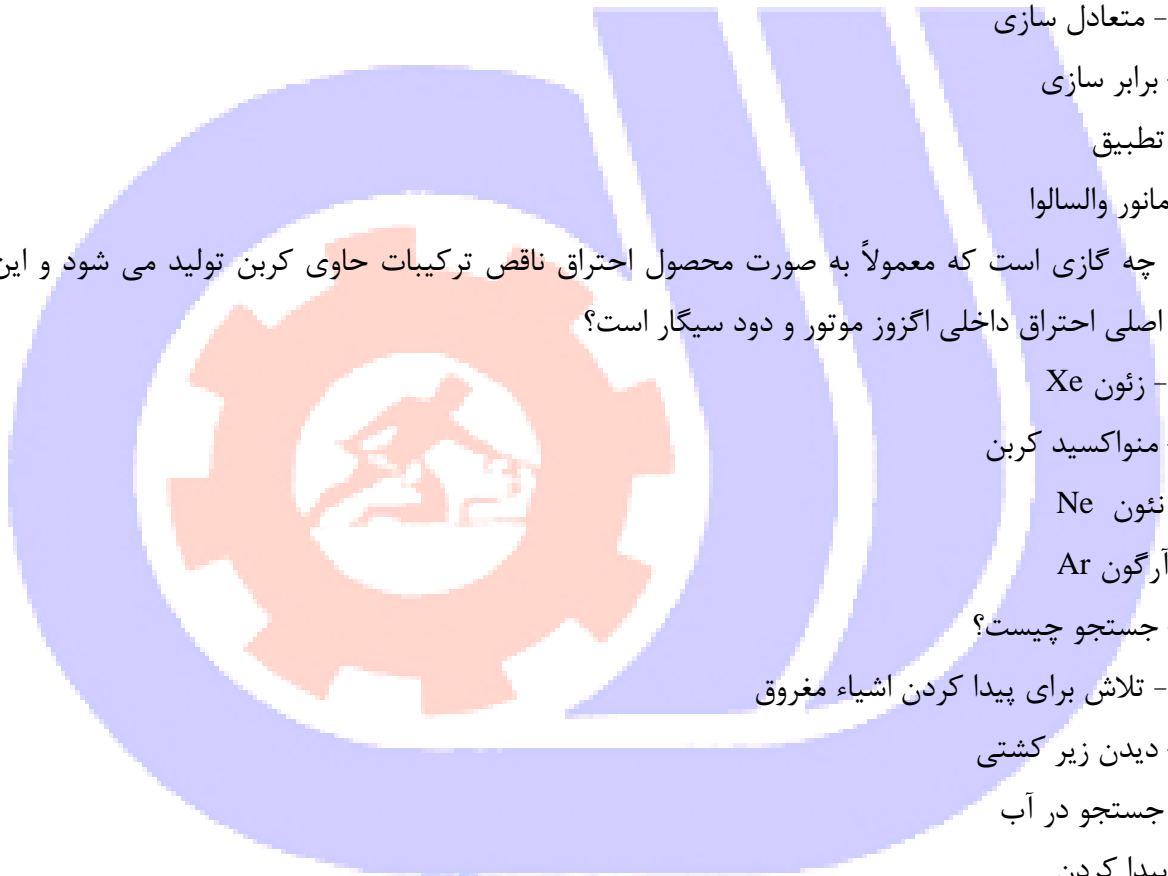 - متعادل سازی
- برابر سازی
تطبیق
مانور والسالوا
چه گازی است که معمولاً به صورت محصول احتراق ناقص ترکیبات حاوی کربن تولید می شود و این
اصلی احتراق داخلی اگزوز موتور و دود سیگار است؟
- زئون Xe
- منواکسید کربن
نئون Ne
آرگون Ar
- جستجو چیست؟
- تلاش برای پیدا کردن اشیاء مغروق
- دیدن زیر کشتی
جستجو در آب
پیدا کردن